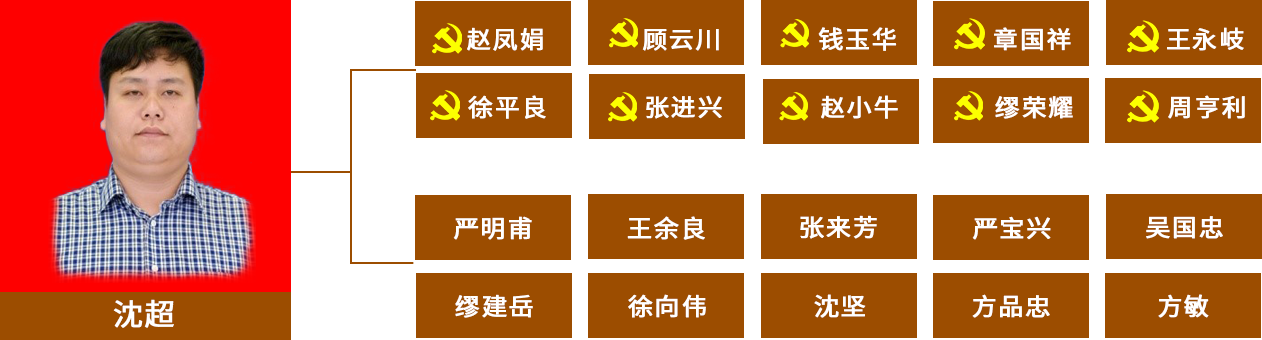 赵凤娟 顾云川 钱玉华 章国祥 王永岐
徐平良 张进兴 赵小牛 缪荣耀 周亨利
严明甫 王余良 张来芳 严宝兴 吴国忠
缪建岳 徐向伟 沈坚 方品忠 方敏
沈超